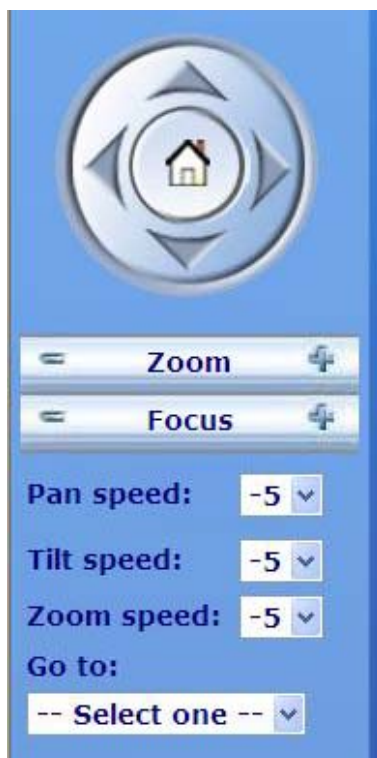 Zoom
Focus
Pan speed: -5
Tilt speed: -5
Zoom speed: -5
Go to:
-- Select one --